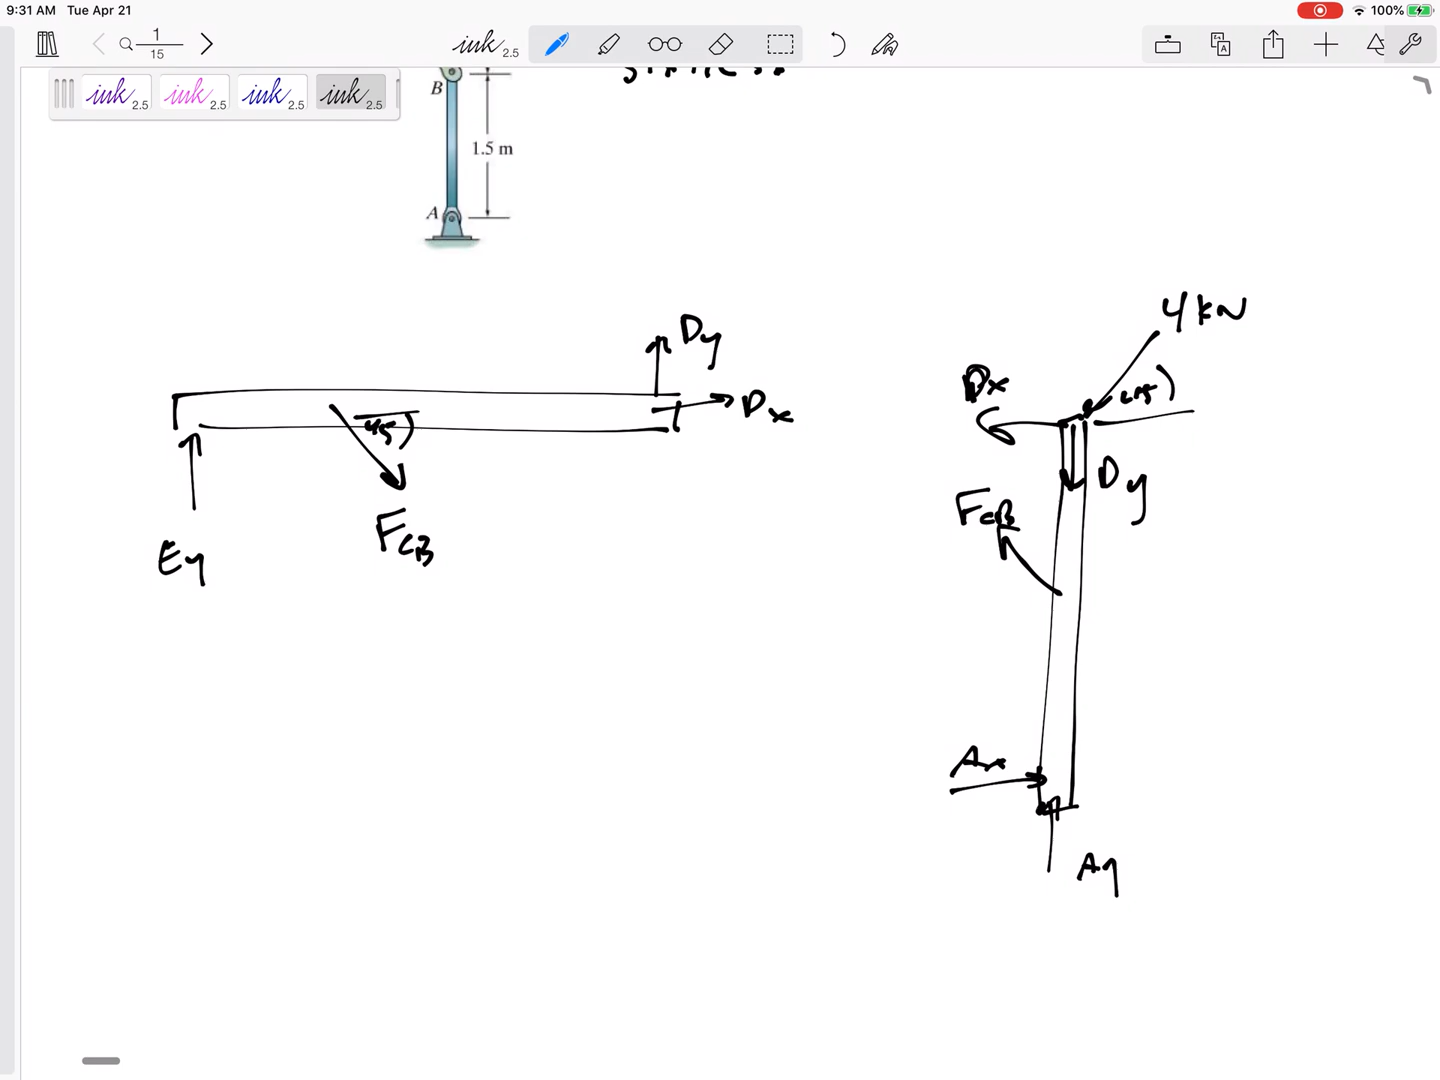 9:31 AM Tue Apr 21
100%
1
15
ink 2.5
ink 2.5
ink 2.5
ink 2.5
ink 2.5
B
1.5 m
A
Dy
Dx
45
FCB
Ey
4 kN
45
Dx
Dy
FCB
Ax
Ay